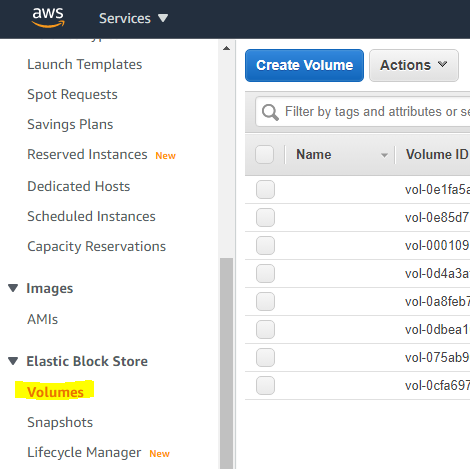 aws Services
Launch Templates
Spot Requests
Savings Plans
Reserved Instances New
Dedicated Hosts
Scheduled Instances
Capacity Reservations
Images
AMIs
Elastic Block Store
Volumes
Snapshots
Lifecycle Manager New
Create Volume Actions
Filter by tags and attributes or se
Name Volume ID
vol-0e1fa5a
vol-0e85d7
vol-000109
vol-0d4a3a
vol-0a8feb7
vol-0dbea1
vol-075ab9
vol-0cfa697